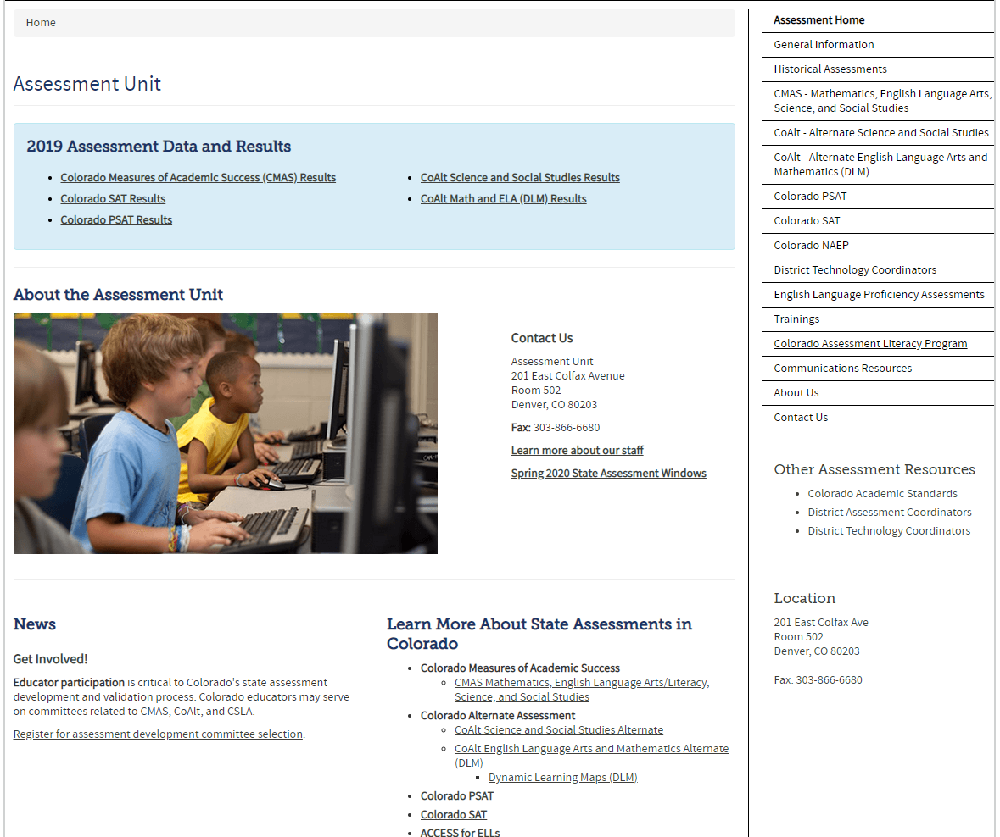 Home
Assessment Unit
2019 Assessment Data and Results
Colorado Measures of Academic Success (CMAS) Results
Colorado SAT Results
Colorado PSAT Results
CoAlt Science and Social Studies Results
CoAlt Math and ELA (DLM) Results
About the Assessment Unit
Contact Us
Assessment Unit
201 East Colfax Avenue
Room 502
Denver, CO 80203
Fax: 303-866-6680
Learn more about our staff
Spring 2020 State Assessment Windows
News
Get Involved!
Educator participation is critical to Colorado's state assessment
development and validation process. Colorado educators may serve
on committees related to CMAS, CoAlt, and CSLA.
Register for assessment development committee selection.
Learn More About State Assessments in
Colorado
Colorado Measures of Academic Success
CMAS Mathematics, English Language Arts/Literacy,
Science, and Social Studies
Colorado Alternate Assessment
CoAlt Science and Social Studies Alternate
CoAlt English Language Arts and Mathematics Alternate
(DLM)
Dynamic Learning Maps (DLM)
Colorado PSAT
Colorado SAT
ACCESS for ELLs
Assessment Home
General Information
Historical Assessments
CMAS - Mathematics, English Language Arts,
Science, and Social Studies
CoAlt - Alternate Science and Social Studies
CoAlt - Alternate English Language Arts and
Mathematics (DLM)
Colorado PSAT
Colorado SAT
Colorado NAEP
District Technology Coordinators
English Language Proficiency Assessments
Trainings
Colorado Assessment Literacy Program
Communications Resources
About Us
Contact Us
Other Assessment Resources
Colorado Academic Standards
District Assessment Coordinators
District Technology Coordinators
Location
201 East Colfax Ave
Room 502
Denver, CO 80203
Fax: 303-866-6680